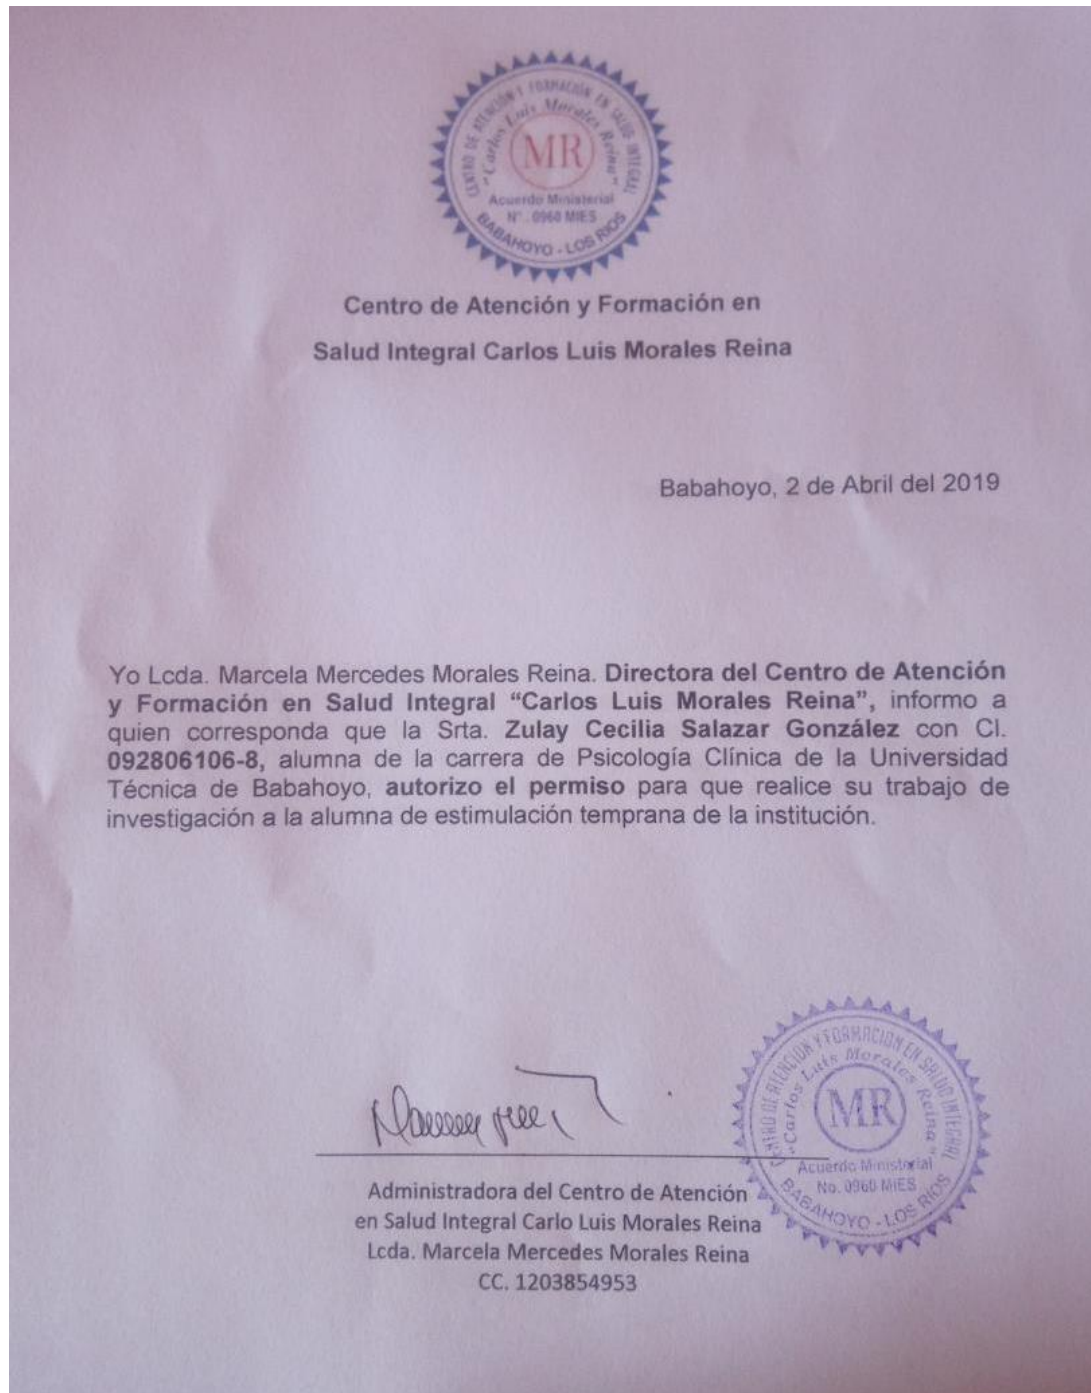 CENTRO DE ATENCIÓN Y FORMACIÓN EN SALUD INTEGRAL
"Carlos Luis Morales Reina"
MR
Acuerdo Ministerial
N°. 0960 MIES
BABAHOYO - LOS RIOS
Centro de Atención y Formación en
Salud Integral Carlos Luis Morales Reina
Babahoyo, 2 de Abril del 2019
Yo Lcda. Marcela Mercedes Morales Reina. Directora del Centro de Atención
y Formación en Salud Integral “Carlos Luis Morales Reina”, informo a
quien corresponda que la Srta. Zulay Cecilia Salazar González con CI.
092806106-8, alumna de la carrera de Psicología Clínica de la Universidad
Técnica de Babahoyo, autorizo el permiso para que realice su trabajo de
investigación a la alumna de estimulación temprana de la institución.
CENTRO DE ATENCIÓN Y FORMACIÓN EN SALUD INTEGRAL
"Carlos Luis Morales Reina"
MR
Acuerdo Ministerial
No. 0960 MIES
BABAHOYO - LOS RIOS
Administradora del Centro de Atención
en Salud Integral Carlo Luis Morales Reina
Lcda. Marcela Mercedes Morales Reina
CC. 1203854953